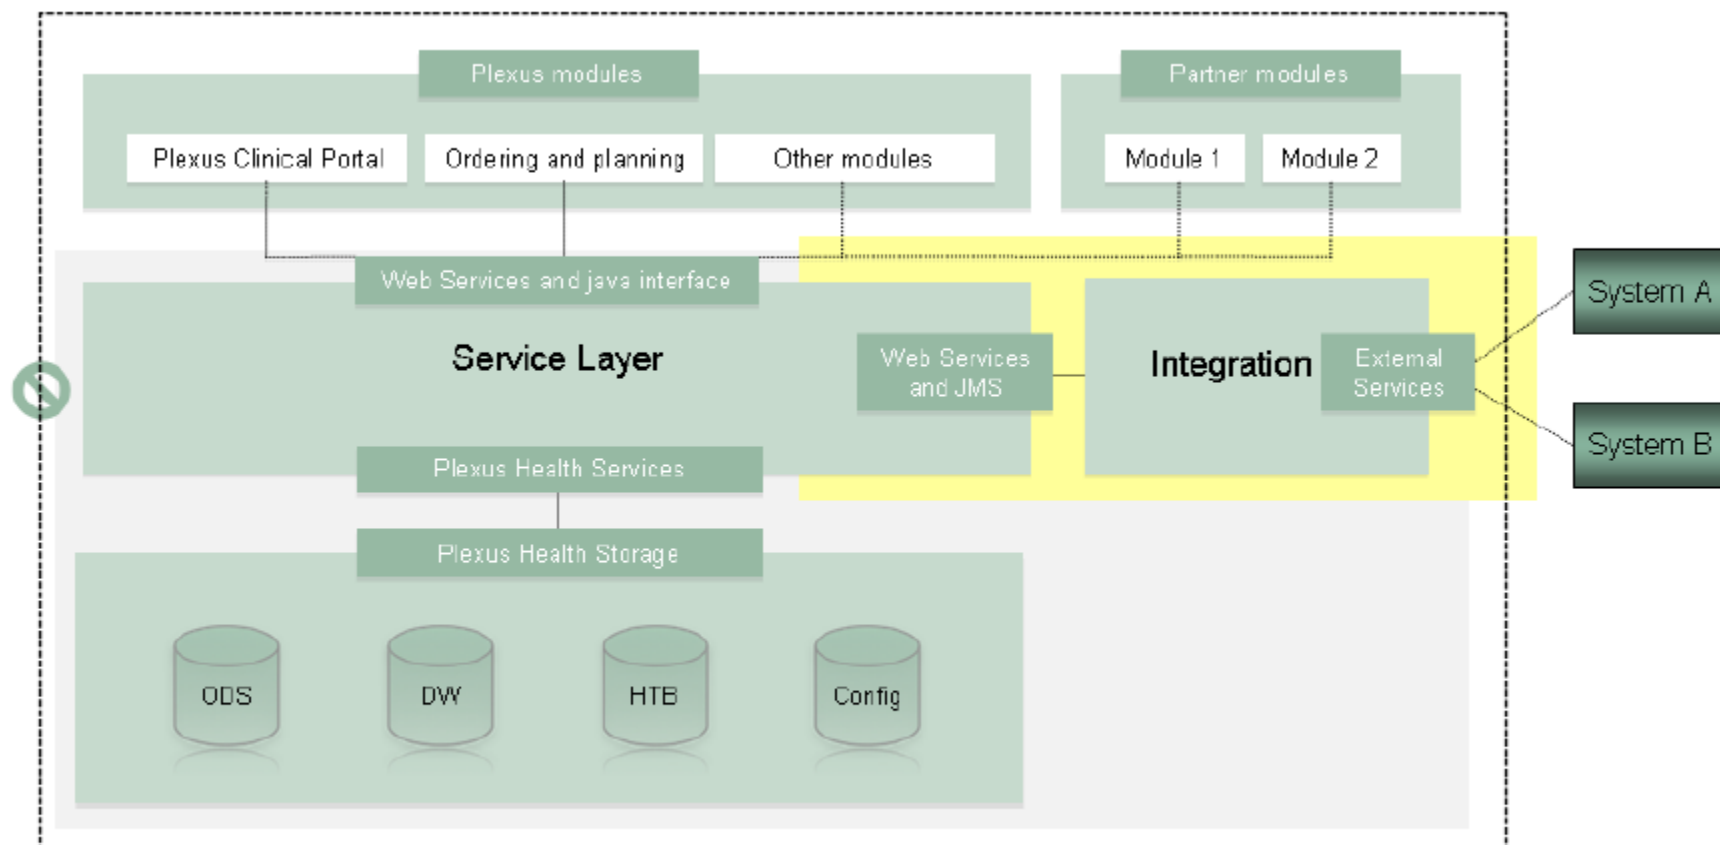 Plexus modules
Partner modules
Plexus Clinical Portal
Ordering and planning
Other modules
Module 1
Module 2
Web Services and java interface
Service Layer
Web Services
and JMS
Integration
External
Services
System A
System B
Plexus Health Services
Plexus Health Storage
ODS
DW
HTB
Config